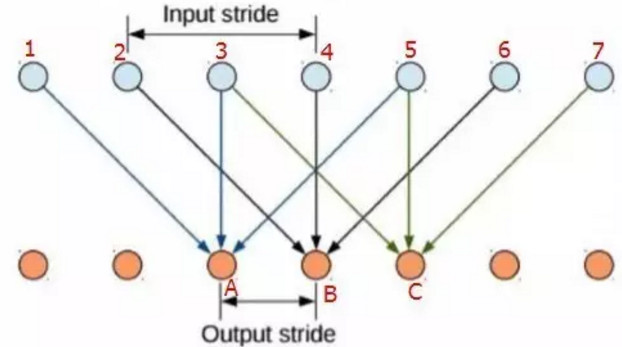 Input stride
1 2 3 4 5 6 7
A B C
Output stride